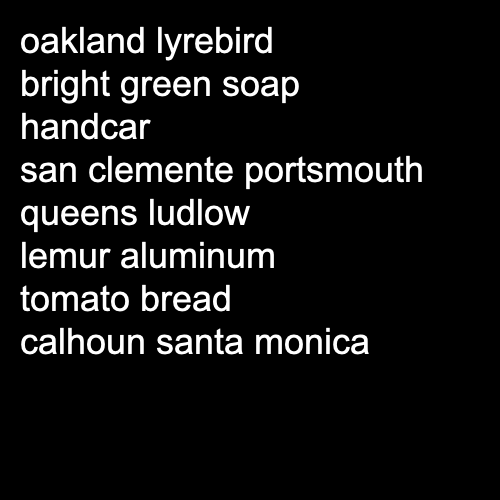 oakland lyrebird
bright green soap
handcar
san clemente portsmouth
queens ludlow
lemur aluminum
tomato bread
calhoun santa monica